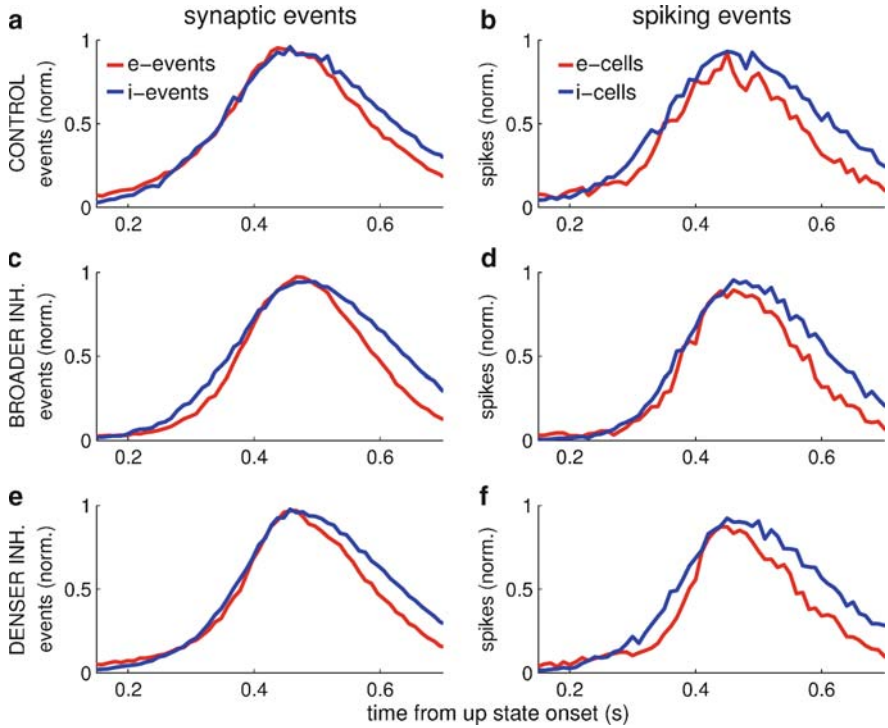 synaptic events
spiking events
a
b
CONTROL
events (norm.)
1
0.5
0
0.2
0.4
0.6
e−events
i−events
spikes (norm.)
1
0.5
0
0.2
0.4
0.6
e−cells
i−cells
c
d
BROADER INH.
events (norm.)
1
0.5
0
0.2
0.4
0.6
spikes (norm.)
1
0.5
0
0.2
0.4
0.6
e
f
DENSER INH.
events (norm.)
1
0.5
0
0.2
0.4
0.6
spikes (norm.)
1
0.5
0
0.2
0.4
0.6
time from up state onset (s)